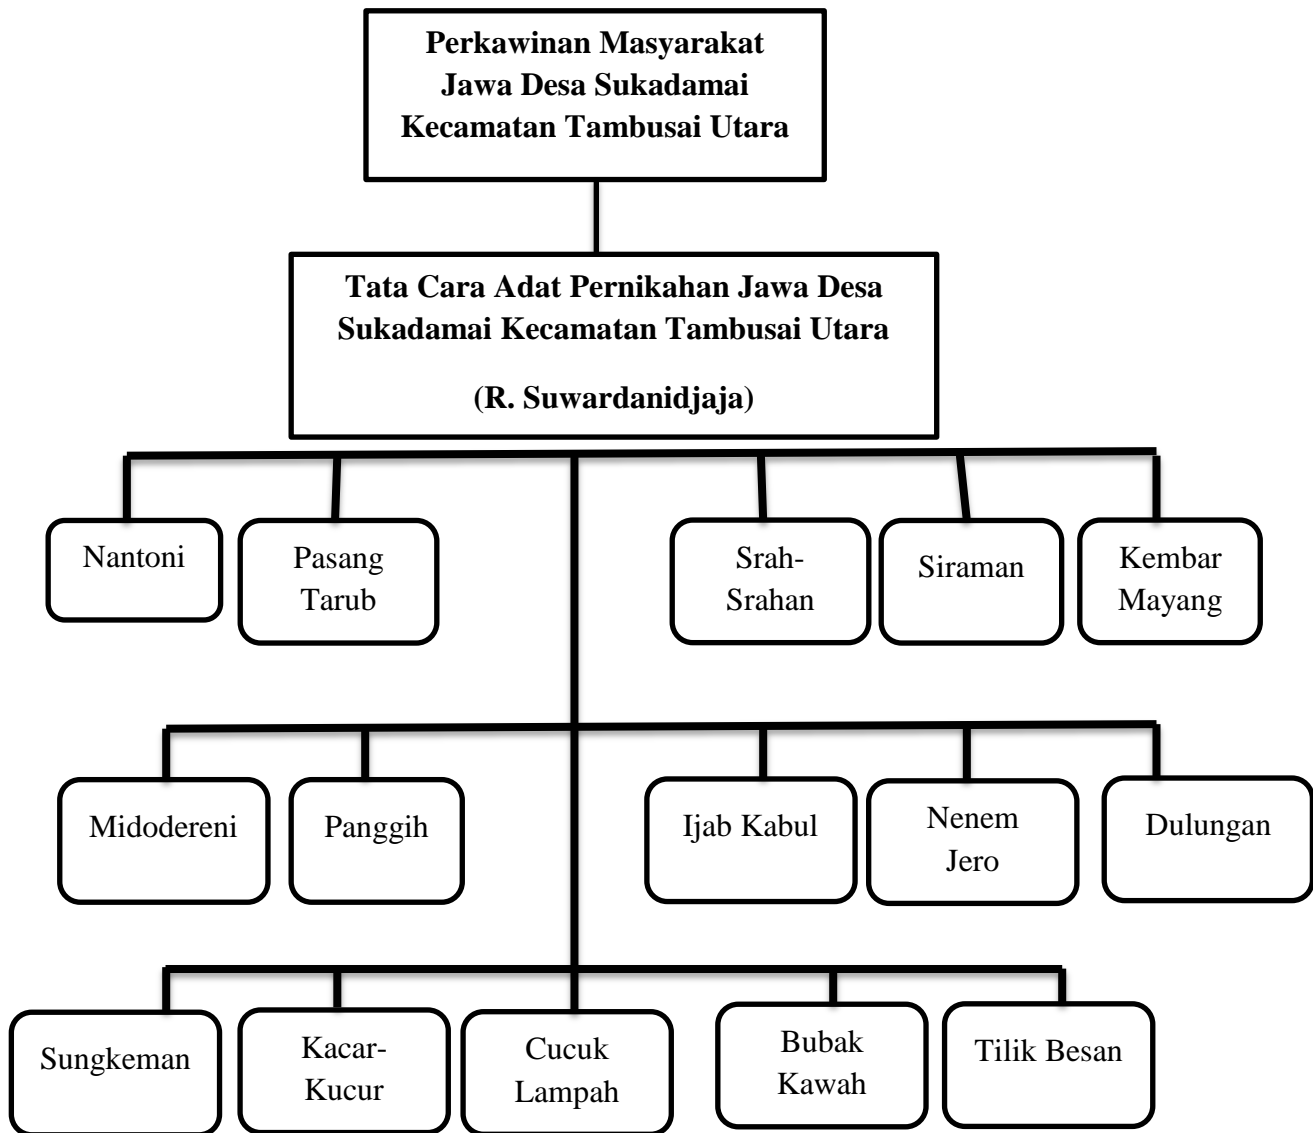 Perkawinan Masyarakat
Jawa Desa Sukadamai
Kecamatan Tambusai Utara
Tata Cara Adat Pernikahan Jawa Desa
Sukadamai Kecamatan Tambusai Utara
(R. Suwardanidjaja)
Nantoni
Pasang
Tarub
Srah-
Srahan
Siraman
Kembar
Mayang
Midodereni
Panggih
Ijab Kabul
Nenem
Jero
Dulungan
Sungkeman
Kacar-
Kucur
Cucuk
Lampah
Bubak
Kawah
Tilik Besan